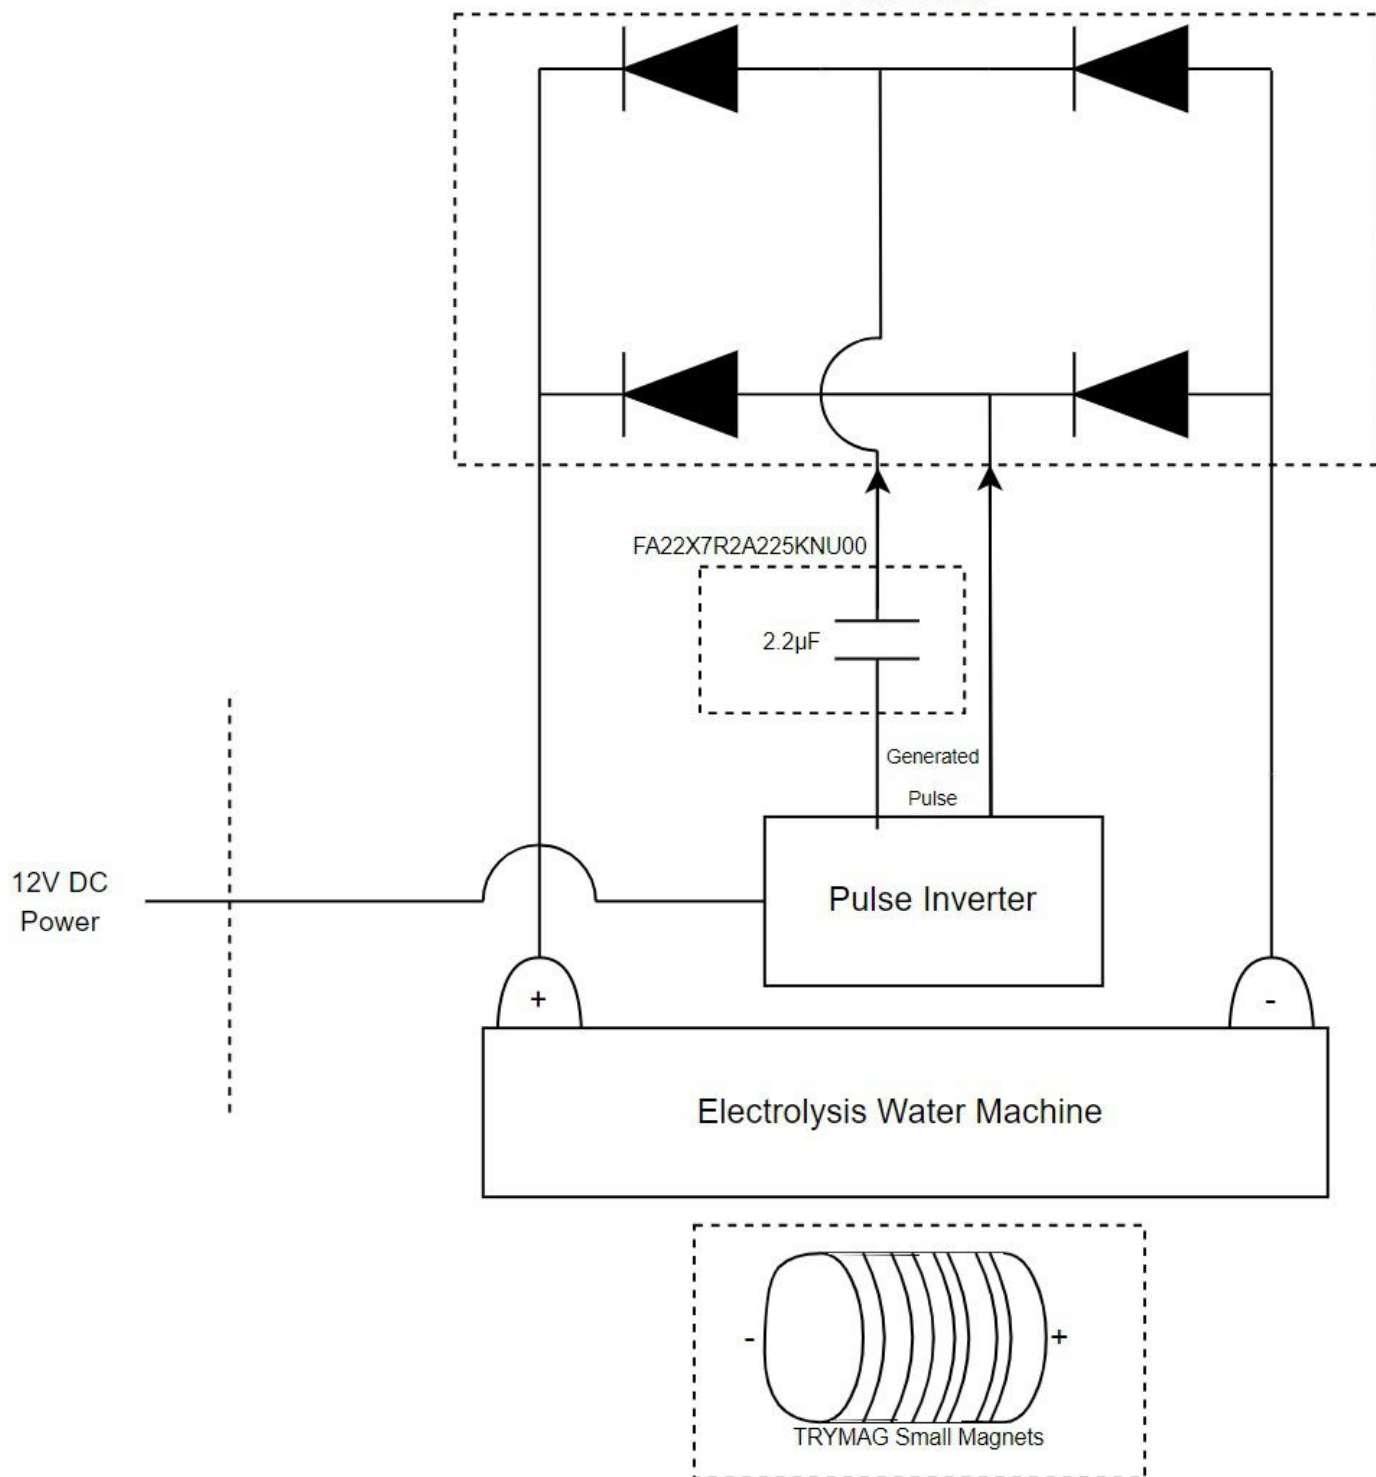 FA22X7R2A225KNU00
2.2µF
Generated
Pulse
12V DC
Power
Pulse Inverter
+
-
Electrolysis Water Machine
-
+
TRYMAG Small Magnets